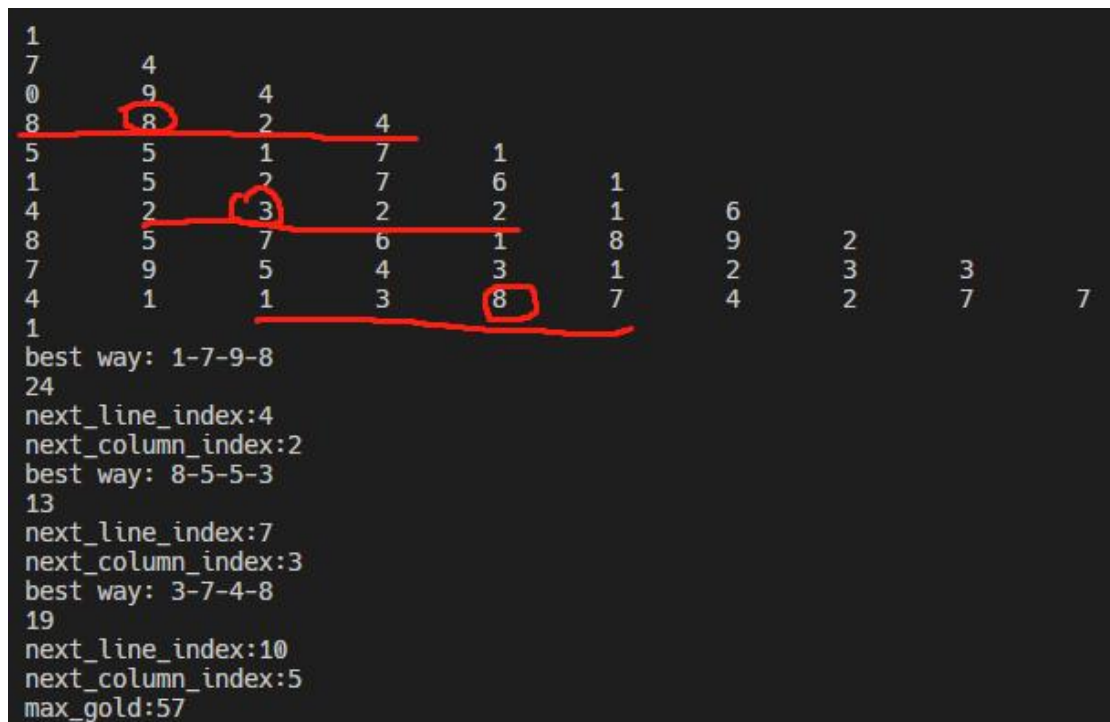 1
7 4
0 9 4
8 8 2 4
5 5 1 7 1
1 5 2 7 6 1
4 2 3 2 2 1 6
8 5 7 6 1 8 9 2
7 9 5 4 3 1 2 3 3
4 1 1 3 8 7 4 2 7 7
1
best way: 1-7-9-8
24
next_line_index:4
next_column_index:2
best way: 8-5-5-3
13
next_line_index:7
next_column_index:3
best way: 3-7-4-8
19
next_line_index:10
next_column_index:5
max_gold:57